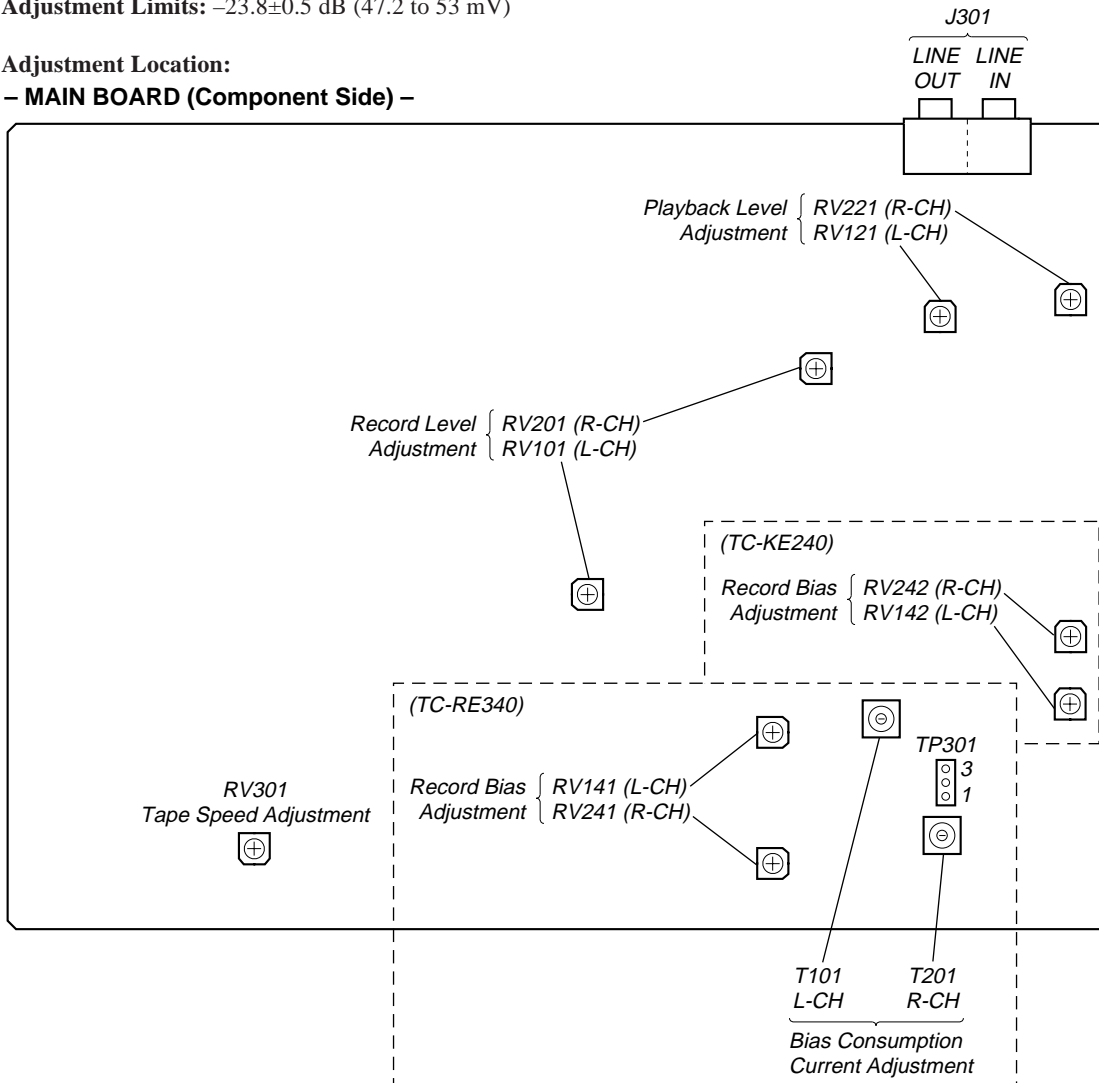 Adjustment Limits: –23.8±0.5 dB (47.2 to 53 mV)
Adjustment Location:
– MAIN BOARD (Component Side) –
J301
LINE OUT
LINE IN
Playback Level Adjustment
RV221 (R-CH)
RV121 (L-CH)
Record Level Adjustment
RV201 (R-CH)
RV101 (L-CH)
(TC-KE240)
Record Bias Adjustment
RV242 (R-CH)
RV142 (L-CH)
(TC-RE340)
Record Bias Adjustment
RV141 (L-CH)
RV241 (R-CH)
TP301
3
1
RV301
Tape Speed Adjustment
T101
L-CH
T201
R-CH
Bias Consumption
Current Adjustment